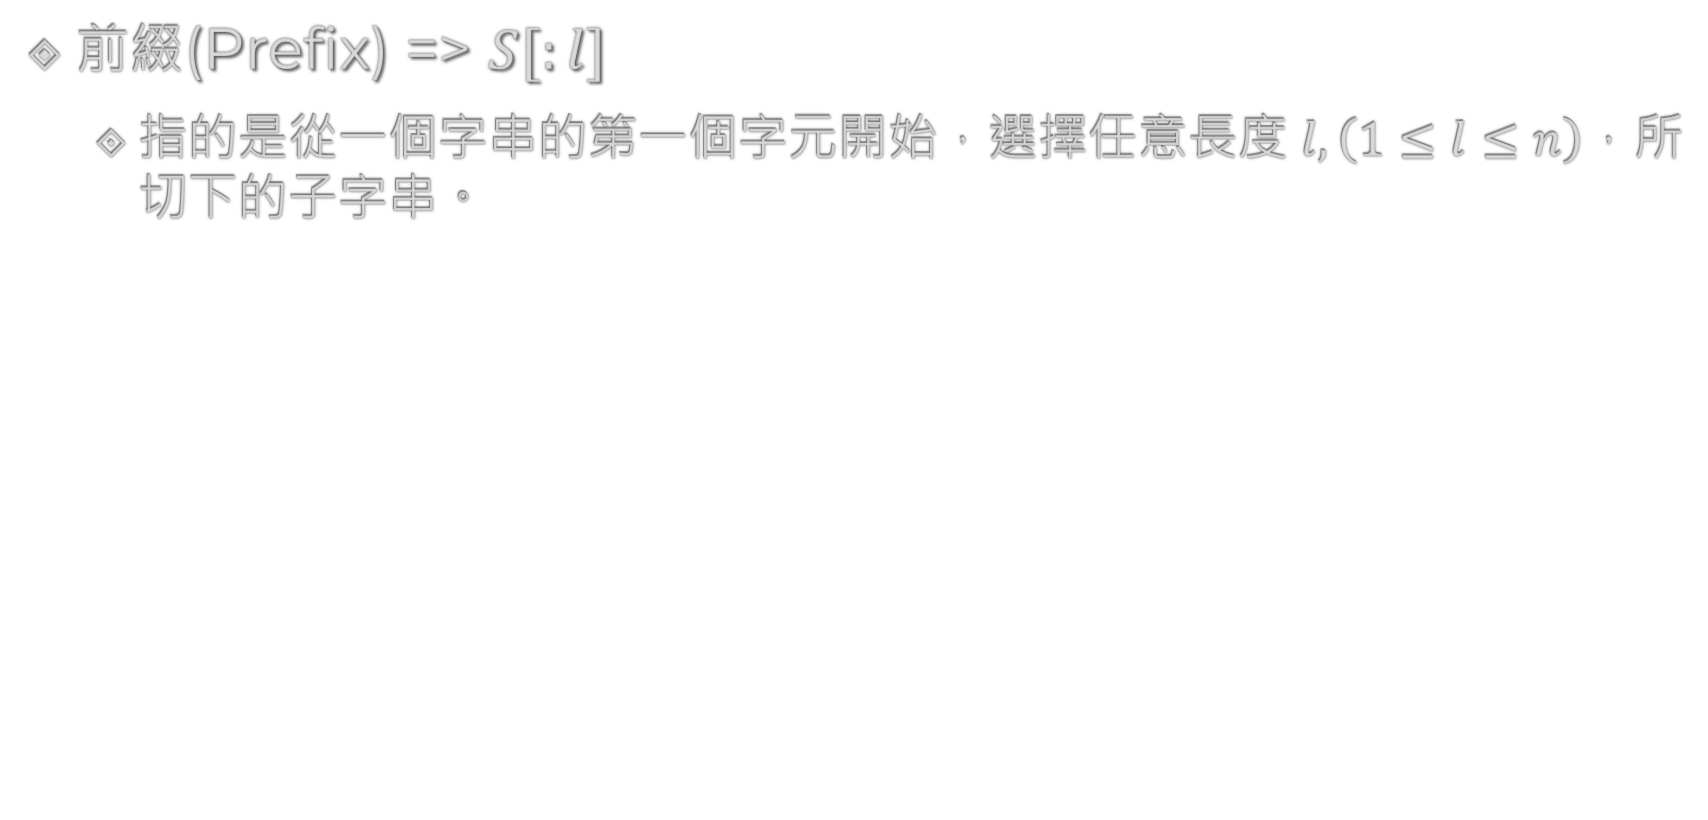 前綴(Prefix) => S[: l]
指的是從一個字串的第一個字元開始，選擇任意長度 l, (1 ≤ l ≤ n)，所
切下的子字串。